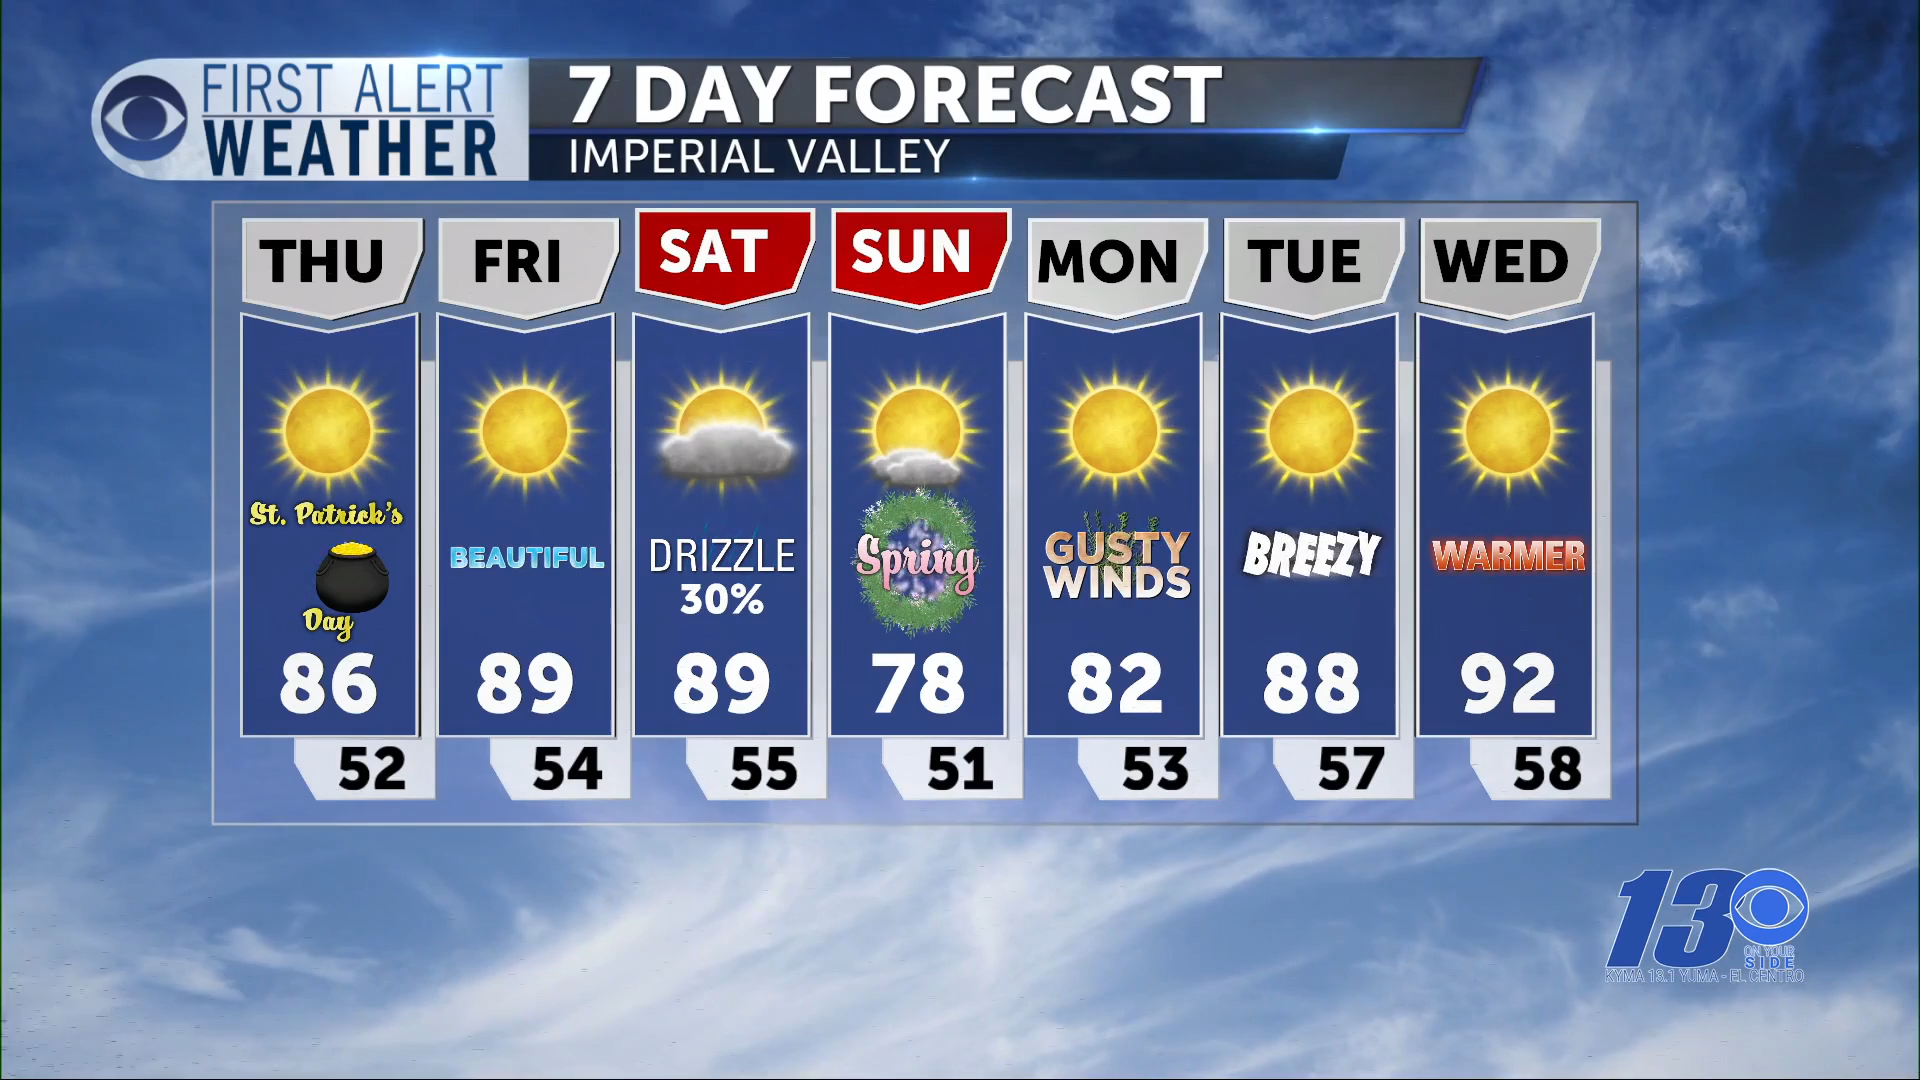 FIRST ALERT
WEATHER
7 DAY FORECAST
IMPERIAL VALLEY
THU
FRI
SAT
SUN
MON
TUE
WED
St. Patrick's
Day
BEAUTIFUL
DRIZZLE
30%
Spring
GUSTY
WINDS
BREEZY
WARMER
86
89
89
78
82
88
92
52
54
55
51
53
57
58
13
ON YOUR
SIDE
KYMA 13.1 YUMA - EL CENTRO